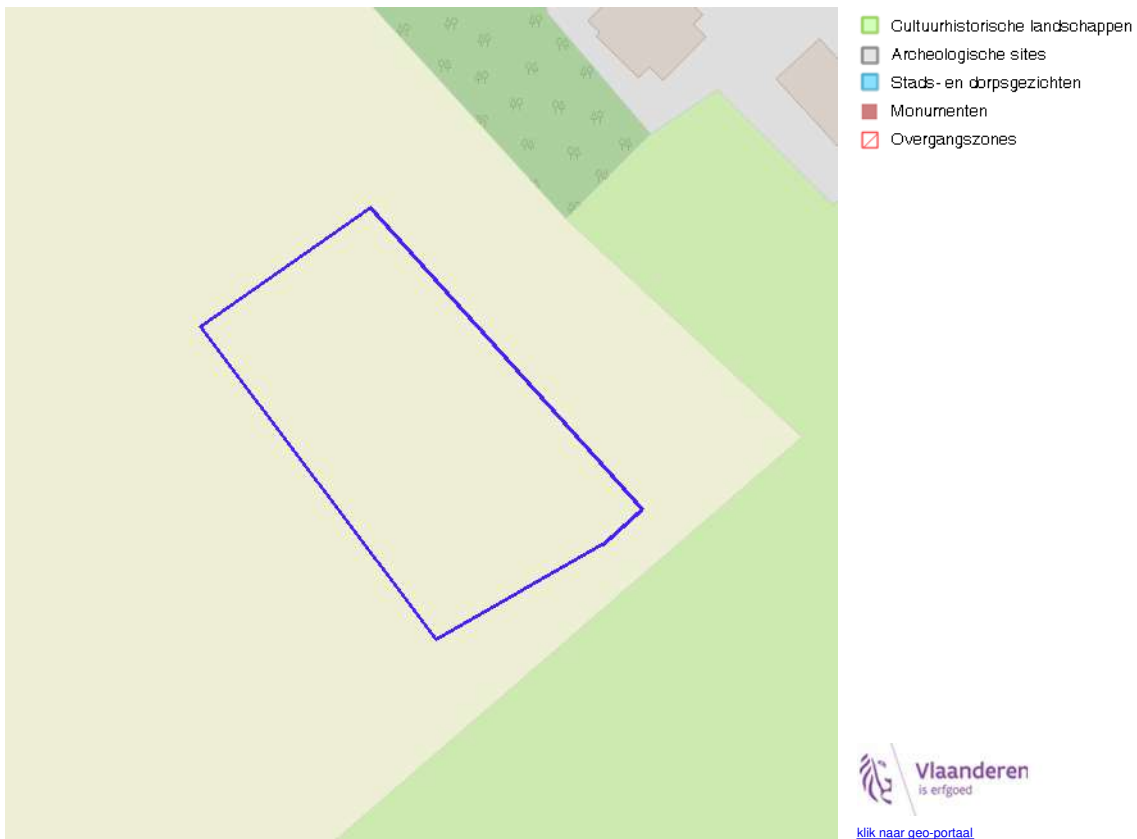 Cultuurhistorische landschappen
Archeologische sites
Stads- en dorpsgezichten
Monumenten
Overgangszones
Vlaanderen
is erfgoed
klik naar geo-portaal